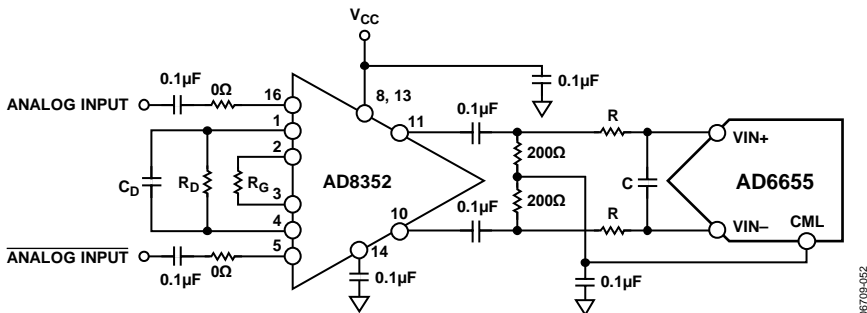 VCC
0.1µF
0Ω
ANALOG INPUT
16
8, 13
0.1µF
0.1µF
1
11
R
VIN+
2
200Ω
CD
RD
RG
AD8352
C
AD6655
3
200Ω
4
10
0.1µF
R
VIN–
CML
ANALOG INPUT
5
14
0.1µF
0Ω
0.1µF
0.1µF
06709-052